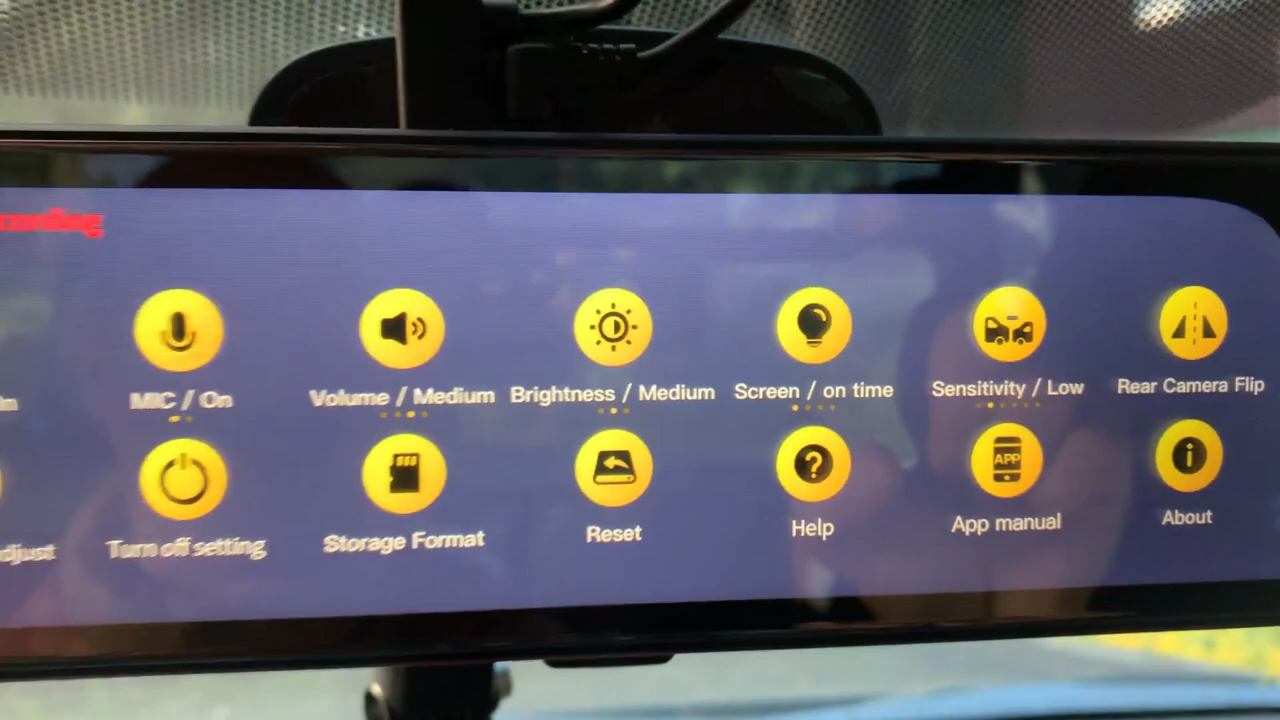 MIC / On
Volume / Medium
Brightness / Medium
Screen / on time
Sensitivity / Low
Rear Camera Flip
Turn off setting
Storage Format
Reset
Help
APP
App manual
About